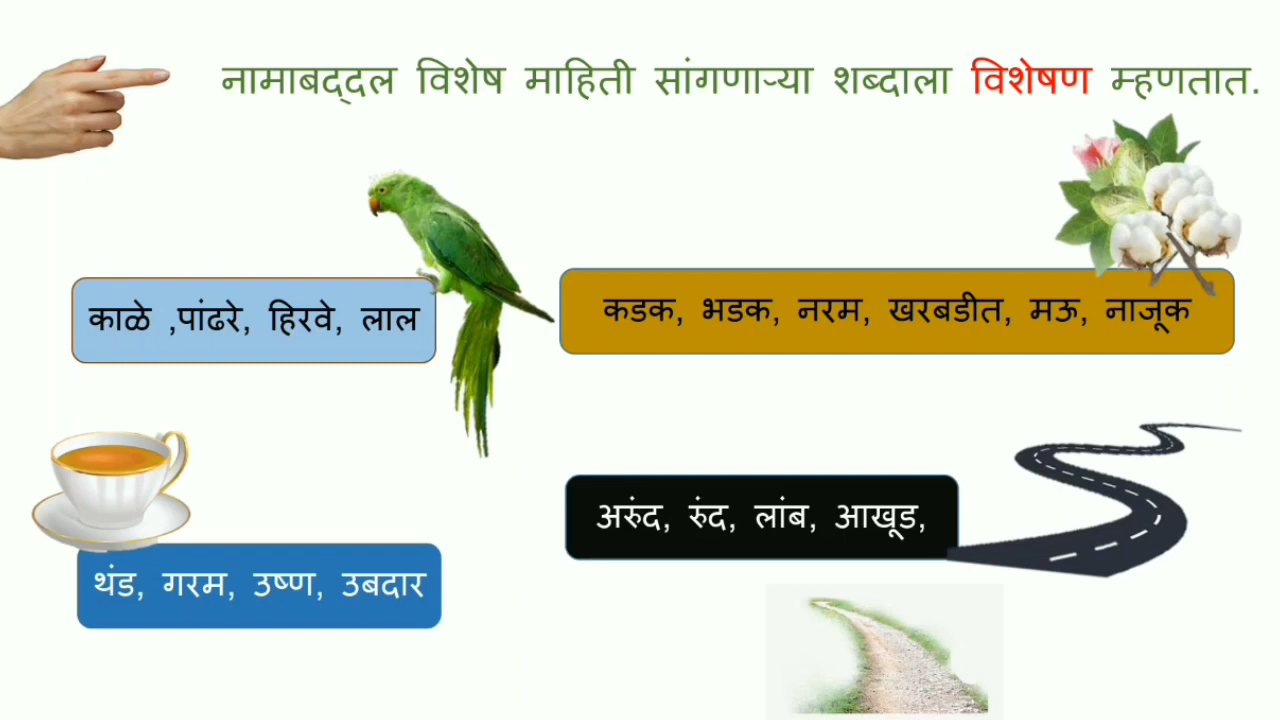 नामाबद्दल विशेष माहिती सांगणाऱ्या शब्दाला विशेषण म्हणतात.
काळे ,पांढरे, हिरवे, लाल
कडक, भडक, नरम, खरबडीत, मऊ, नाजूक
अरुंद, रुंद, लांब, आखूड,
थंड, गरम, उष्ण, उबदार